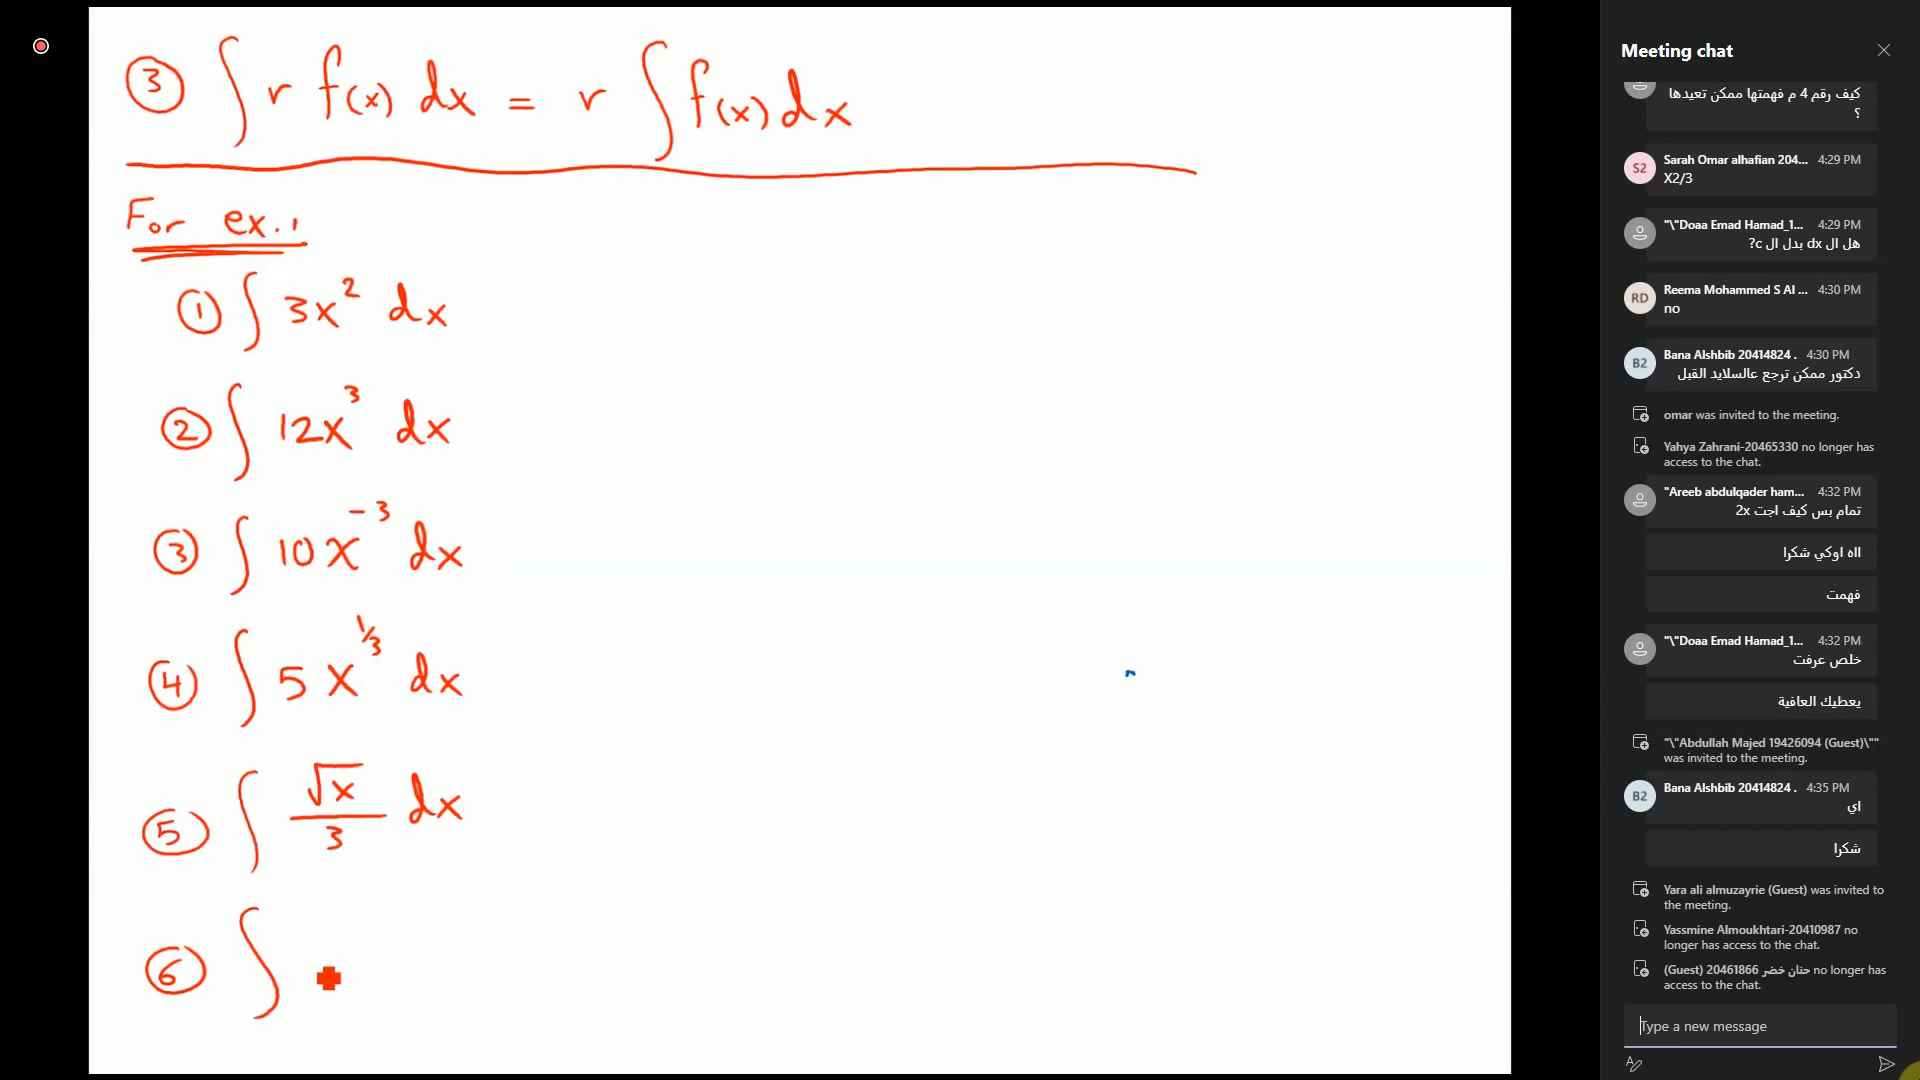 ③ ∫ r f(x) dx = r ∫ f(x) dx
For ex.,
① ∫ 3x² dx
② ∫ 12x³ dx
③ ∫ 10x⁻³ dx
④ ∫ 5x^{1/3} dx
⑤ ∫ √x/3 dx
⑥ ∫
Meeting chat
كيف رقم 4 م فهمتها ممكن تعيدها
؟
S2
Sarah Omar alhafian 204... 4:29 PM
X2/3
"\"Doaa Emad Hamad_1... 4:29 PM
هل ال dx بدل ال c?
RD
Reema Mohammed S Al ... 4:30 PM
no
B2
Bana Alshbib 20414824 . 4:30 PM
دكتور ممكن ترجع عالسلايد القبل
omar was invited to the meeting.
Yahya Zahrani-20465330 no longer has
access to the chat.
"Areeb abdulqader ham... 4:32 PM
تمام بس كيف اجت 2x
ااه اوكي شكرا
فهمت
"\"Doaa Emad Hamad_1... 4:32 PM
خلص عرفت
يعطيك العافية
"\"Abdullah Majed 19426094 (Guest)\""
was invited to the meeting.
B2
Bana Alshbib 20414824 . 4:35 PM
اي
شكرا
Yara ali almuzayrie (Guest) was invited to
the meeting.
Yassmine Almoukhtari-20410987 no
longer has access to the chat.
(Guest) 20461866 حنان خضر no longer has
access to the chat.
Type a new message